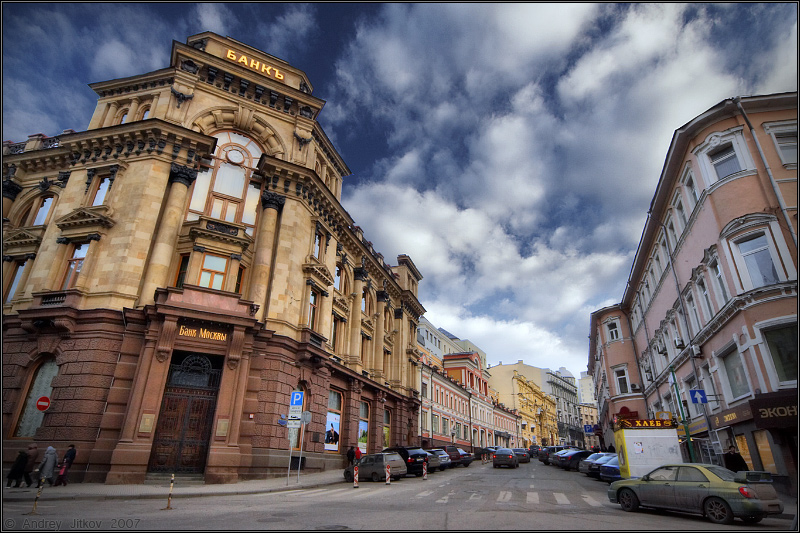 БАНКЪ
Банк Москвы
P
ХЛЕБ
ЭКОН
© Andrey Jitkov 2007